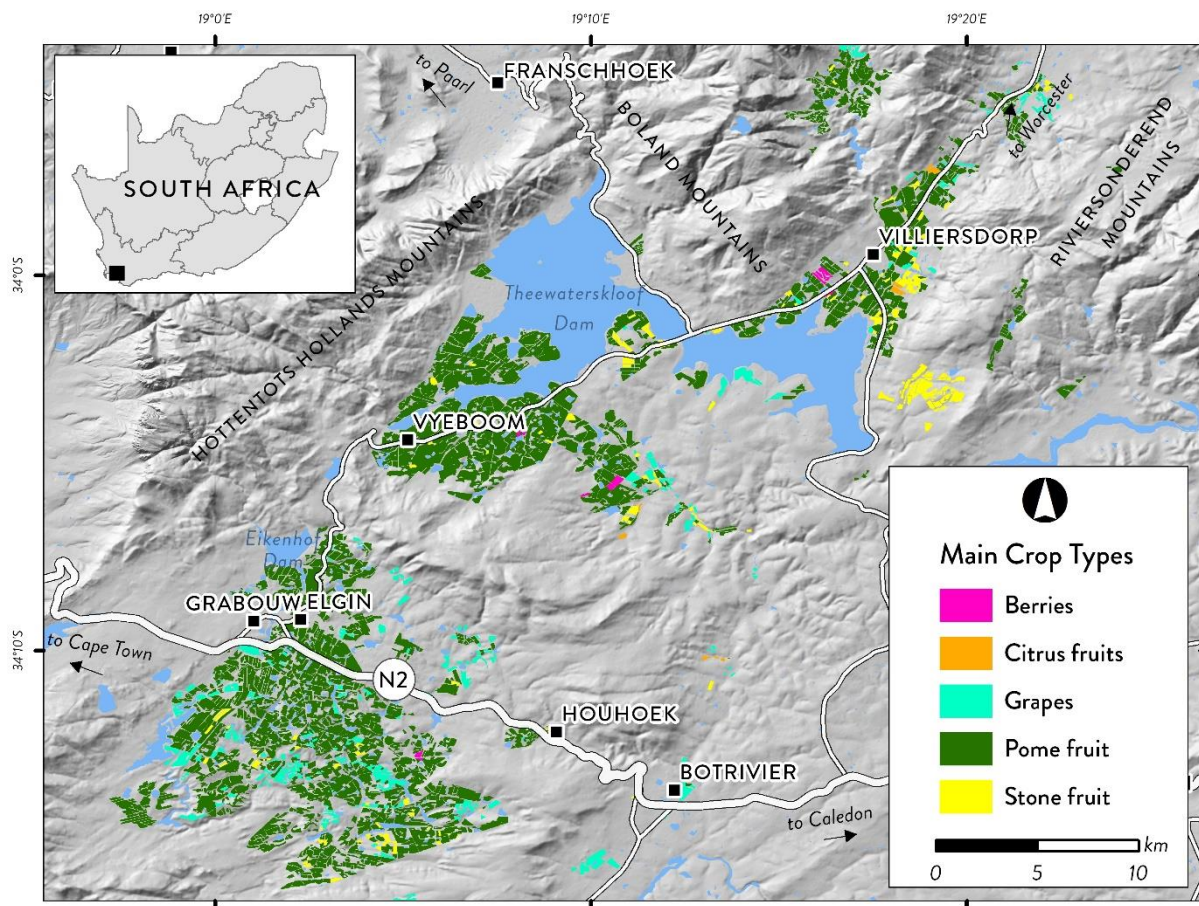 19°0'E
19°10'E
19°20'E
to Paarl
FRANSCHHOEK
BOLAND MOUNTAINS
to Worcester
RIVIERSONDEREND
MOUNTAINS
SOUTH AFRICA
HOTTENTOTS HOLLANDS MOUNTAINS
VILLIERSDORP
34°0'S
Theewaterskloof
Dam
VYEBOOM
Eikenhof
Dam
GRABOUW
ELGIN
34°10'S
to Cape Town
N2
HOUHOEK
BOTRIVIER
to Caledon
Main Crop Types
Berries
Citrus fruits
Grapes
Pome fruit
Stone fruit
km
0 5 10